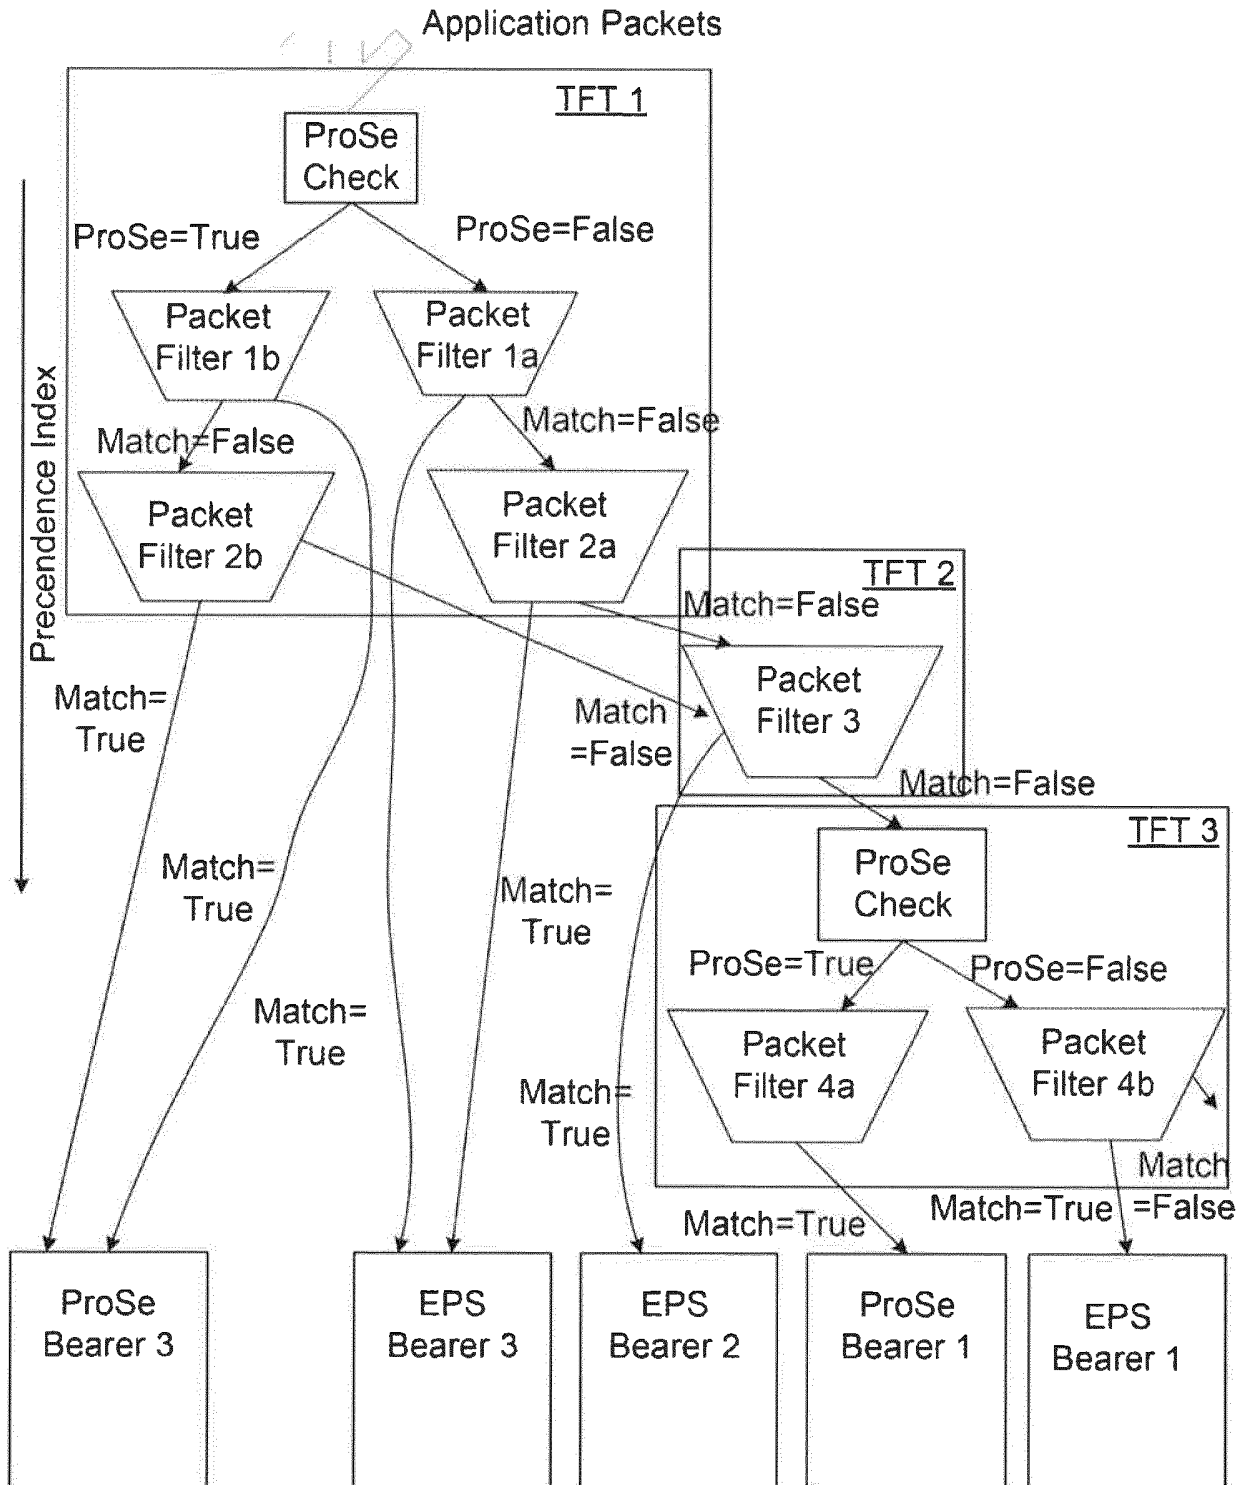 Application Packets
TFT 1
ProSe
Check
ProSe=True
ProSe=False
Packet
Filter 1b
Packet
Filter 1a
Match=False
Match=False
Precendence Index
Packet
Filter 2b
Packet
Filter 2a
TFT 2
Match=False
Packet
Filter 3
Match=
True
Match
=False
Match=False
TFT 3
ProSe
Check
Match=
True
Match=
True
ProSe=True
ProSe=False
Match=
True
Packet
Filter 4a
Packet
Filter 4b
Match=
True
Match
=False
Match=True
Match=True
ProSe
Bearer 3
EPS
Bearer 3
EPS
Bearer 2
ProSe
Bearer 1
EPS
Bearer 1